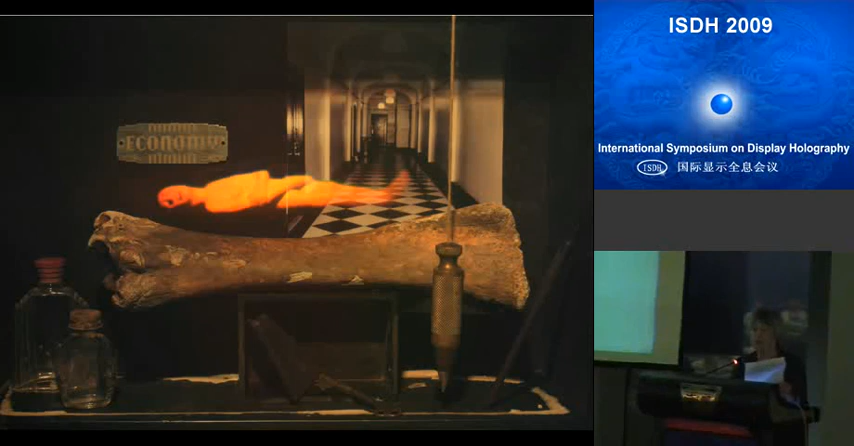 ECONOMY
ISDH 2009
International Symposium on Display Holography
ISDH 国际显示全息会议